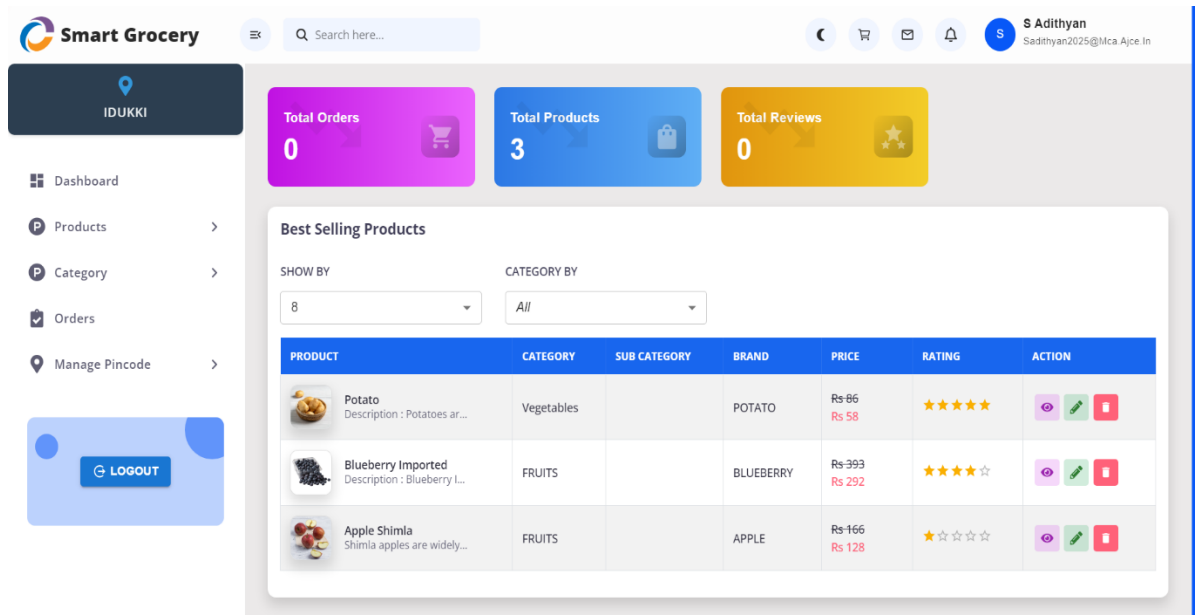 Smart Grocery
Search here...
S
S Adithyan
Sadithyan2025@Mca.Ajce.In
IDUKKI
Dashboard
P Products
P Category
Orders
Manage Pincode
LOGOUT
Total Orders
0
Total Products
3
Total Reviews
0
Best Selling Products
SHOW BY CATEGORY BY
8 All
PRODUCT CATEGORY SUB CATEGORY BRAND PRICE RATING ACTION
Potato
Description : Potatoes ar...
Vegetables POTATO
Rs 86
Rs 58
Blueberry Imported
Description : Blueberry I...
FRUITS BLUEBERRY
Rs 393
Rs 292
Apple Shimla
Shimla apples are widely...
FRUITS APPLE
Rs 166
Rs 128